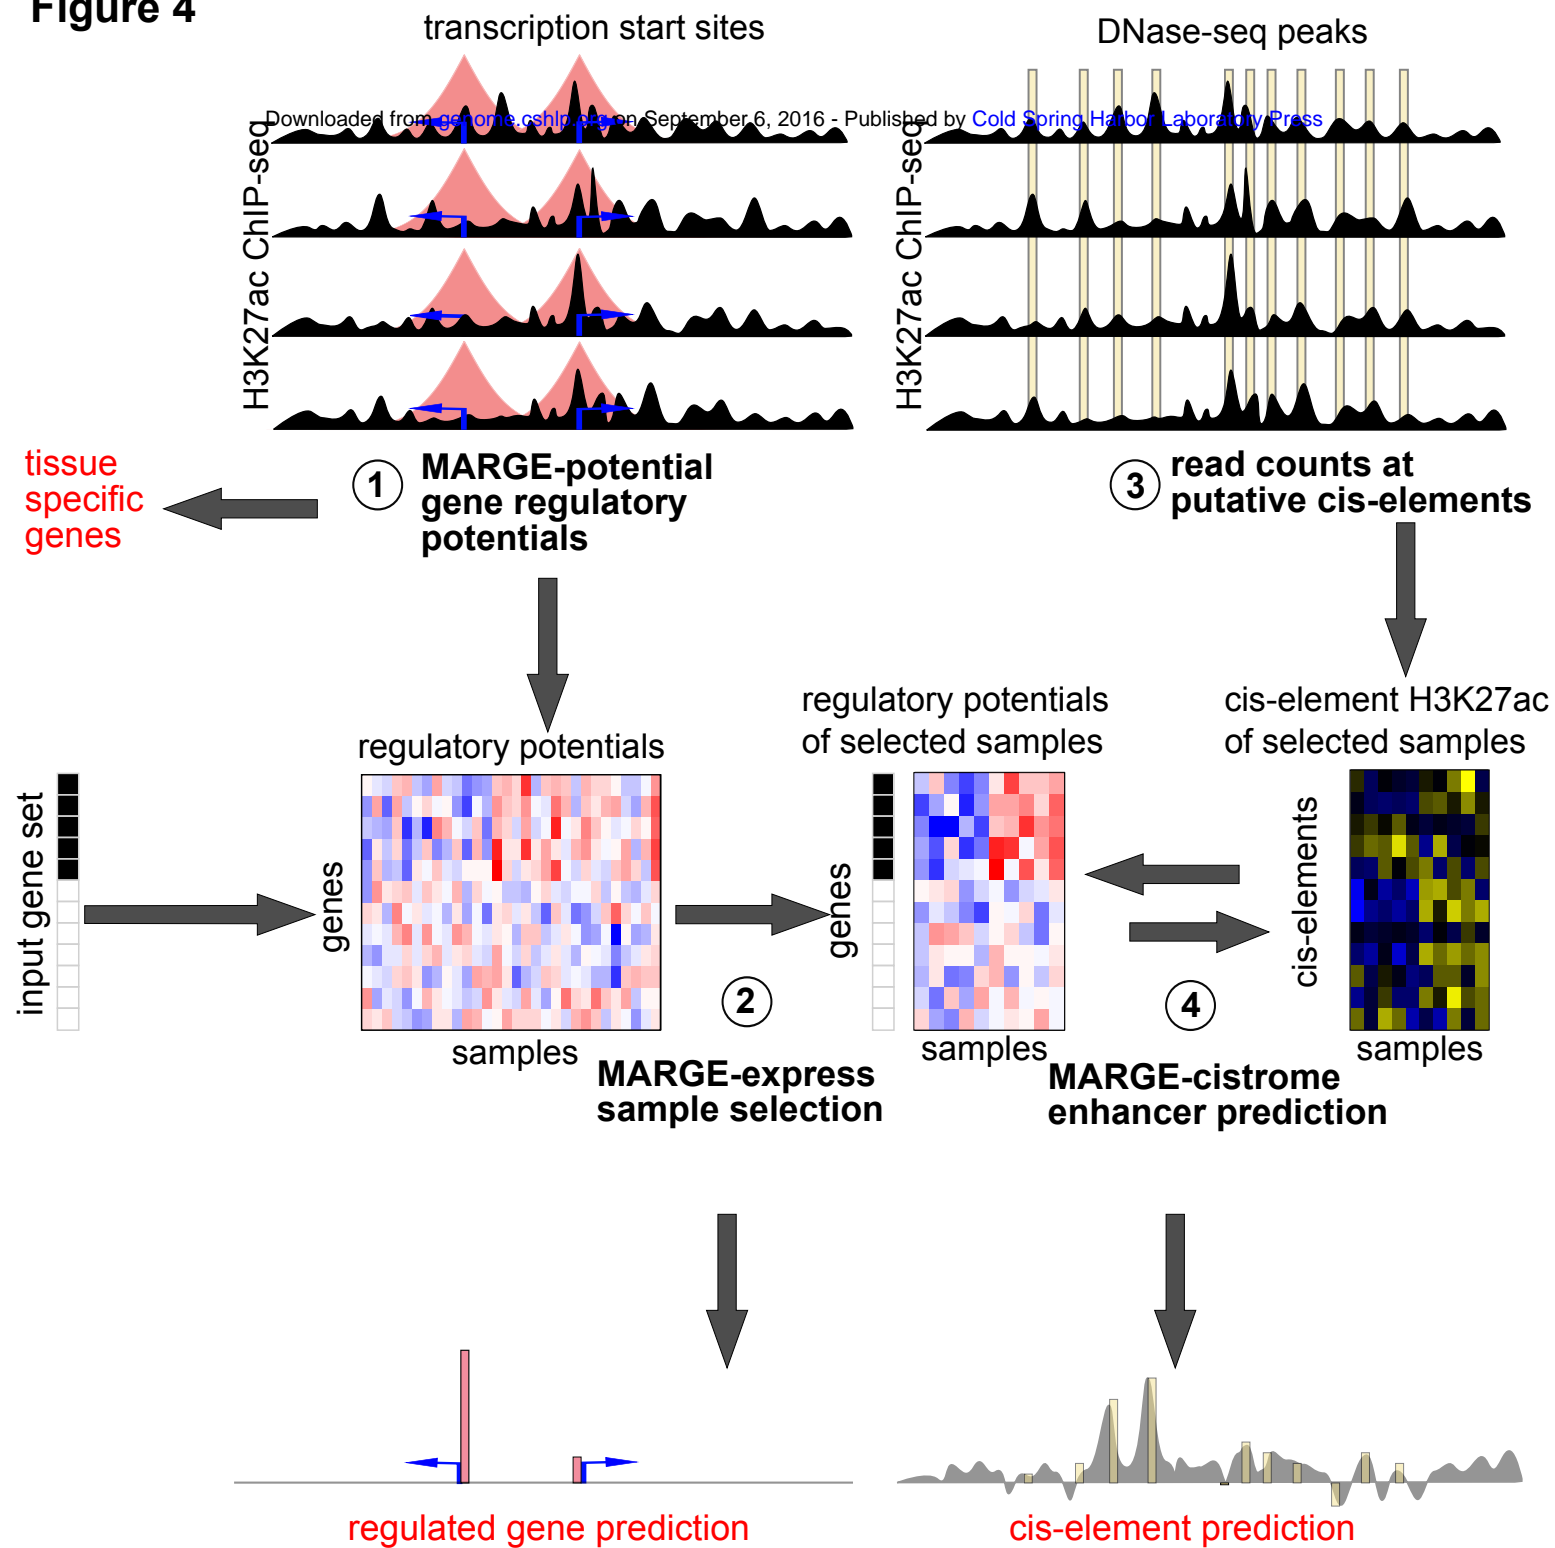 Figure 4
transcription start sites
DNase-seq peaks
Downloaded from genome.cshlp.org on September 6, 2016 - Published by Cold Spring Harbor Laboratory Press
H3K27ac ChIP-seq
H3K27ac ChIP-seq
tissue
specific
genes
1
MARGE-potential
gene regulatory
potentials
3
read counts at
putative cis-elements
regulatory potentials
regulatory potentials
of selected samples
cis-element H3K27ac
of selected samples
input gene set
genes
genes
cis-elements
2
4
samples
samples
samples
MARGE-express
sample selection
MARGE-cistrome
enhancer prediction
regulated gene prediction
cis-element prediction